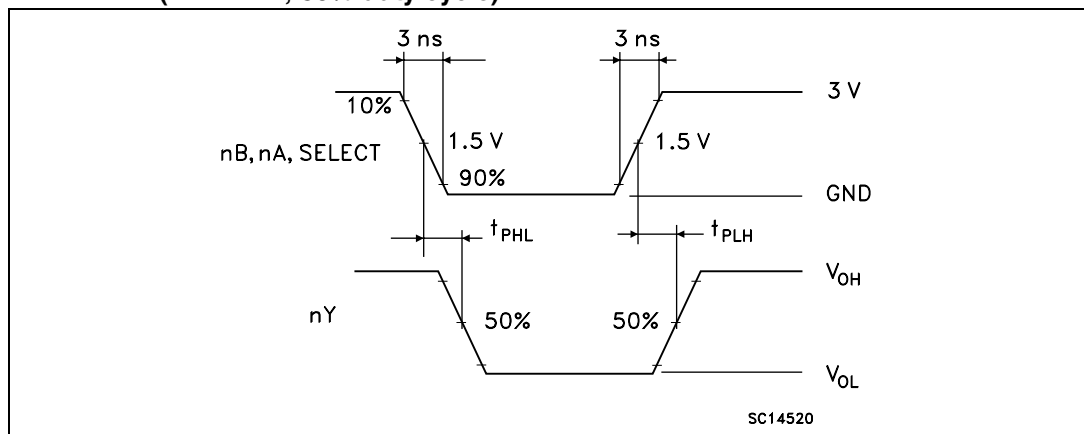 3 ns 3 ns
10% 3 V
nB, nA, SELECT 1.5 V 1.5 V
90%
GND
tPHL tPLH
VOH
nY 50% 50%
VOL
SC14520